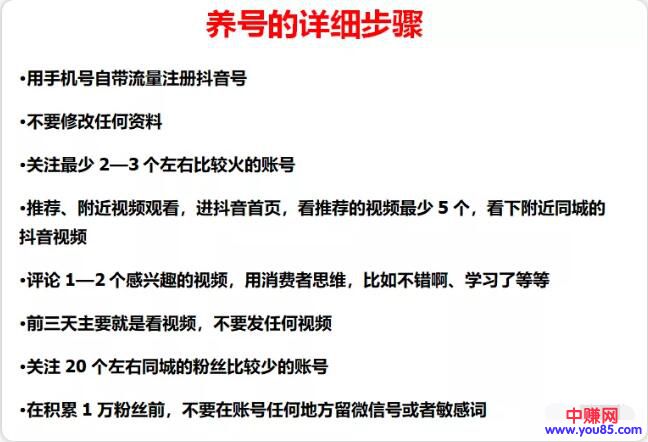 养号的详细步骤
•用手机号自带流量注册抖音号
•不要修改任何资料
•关注最少 2—3 个左右比较火的账号
•推荐、附近视频观看，进抖音首页，看推荐的视频最少 5 个，看下附近同城的
抖音视频
•评论 1—2 个感兴趣的视频，用消费者思维，比如不错啊、学习了等等
•前三天主要就是看视频，不要发任何视频
•关注 20 个左右同城的粉丝比较少的账号
•在积累 1 万粉丝前，不要在账号任何地方留微信号或者敏感词
中赚网
www.you85.com